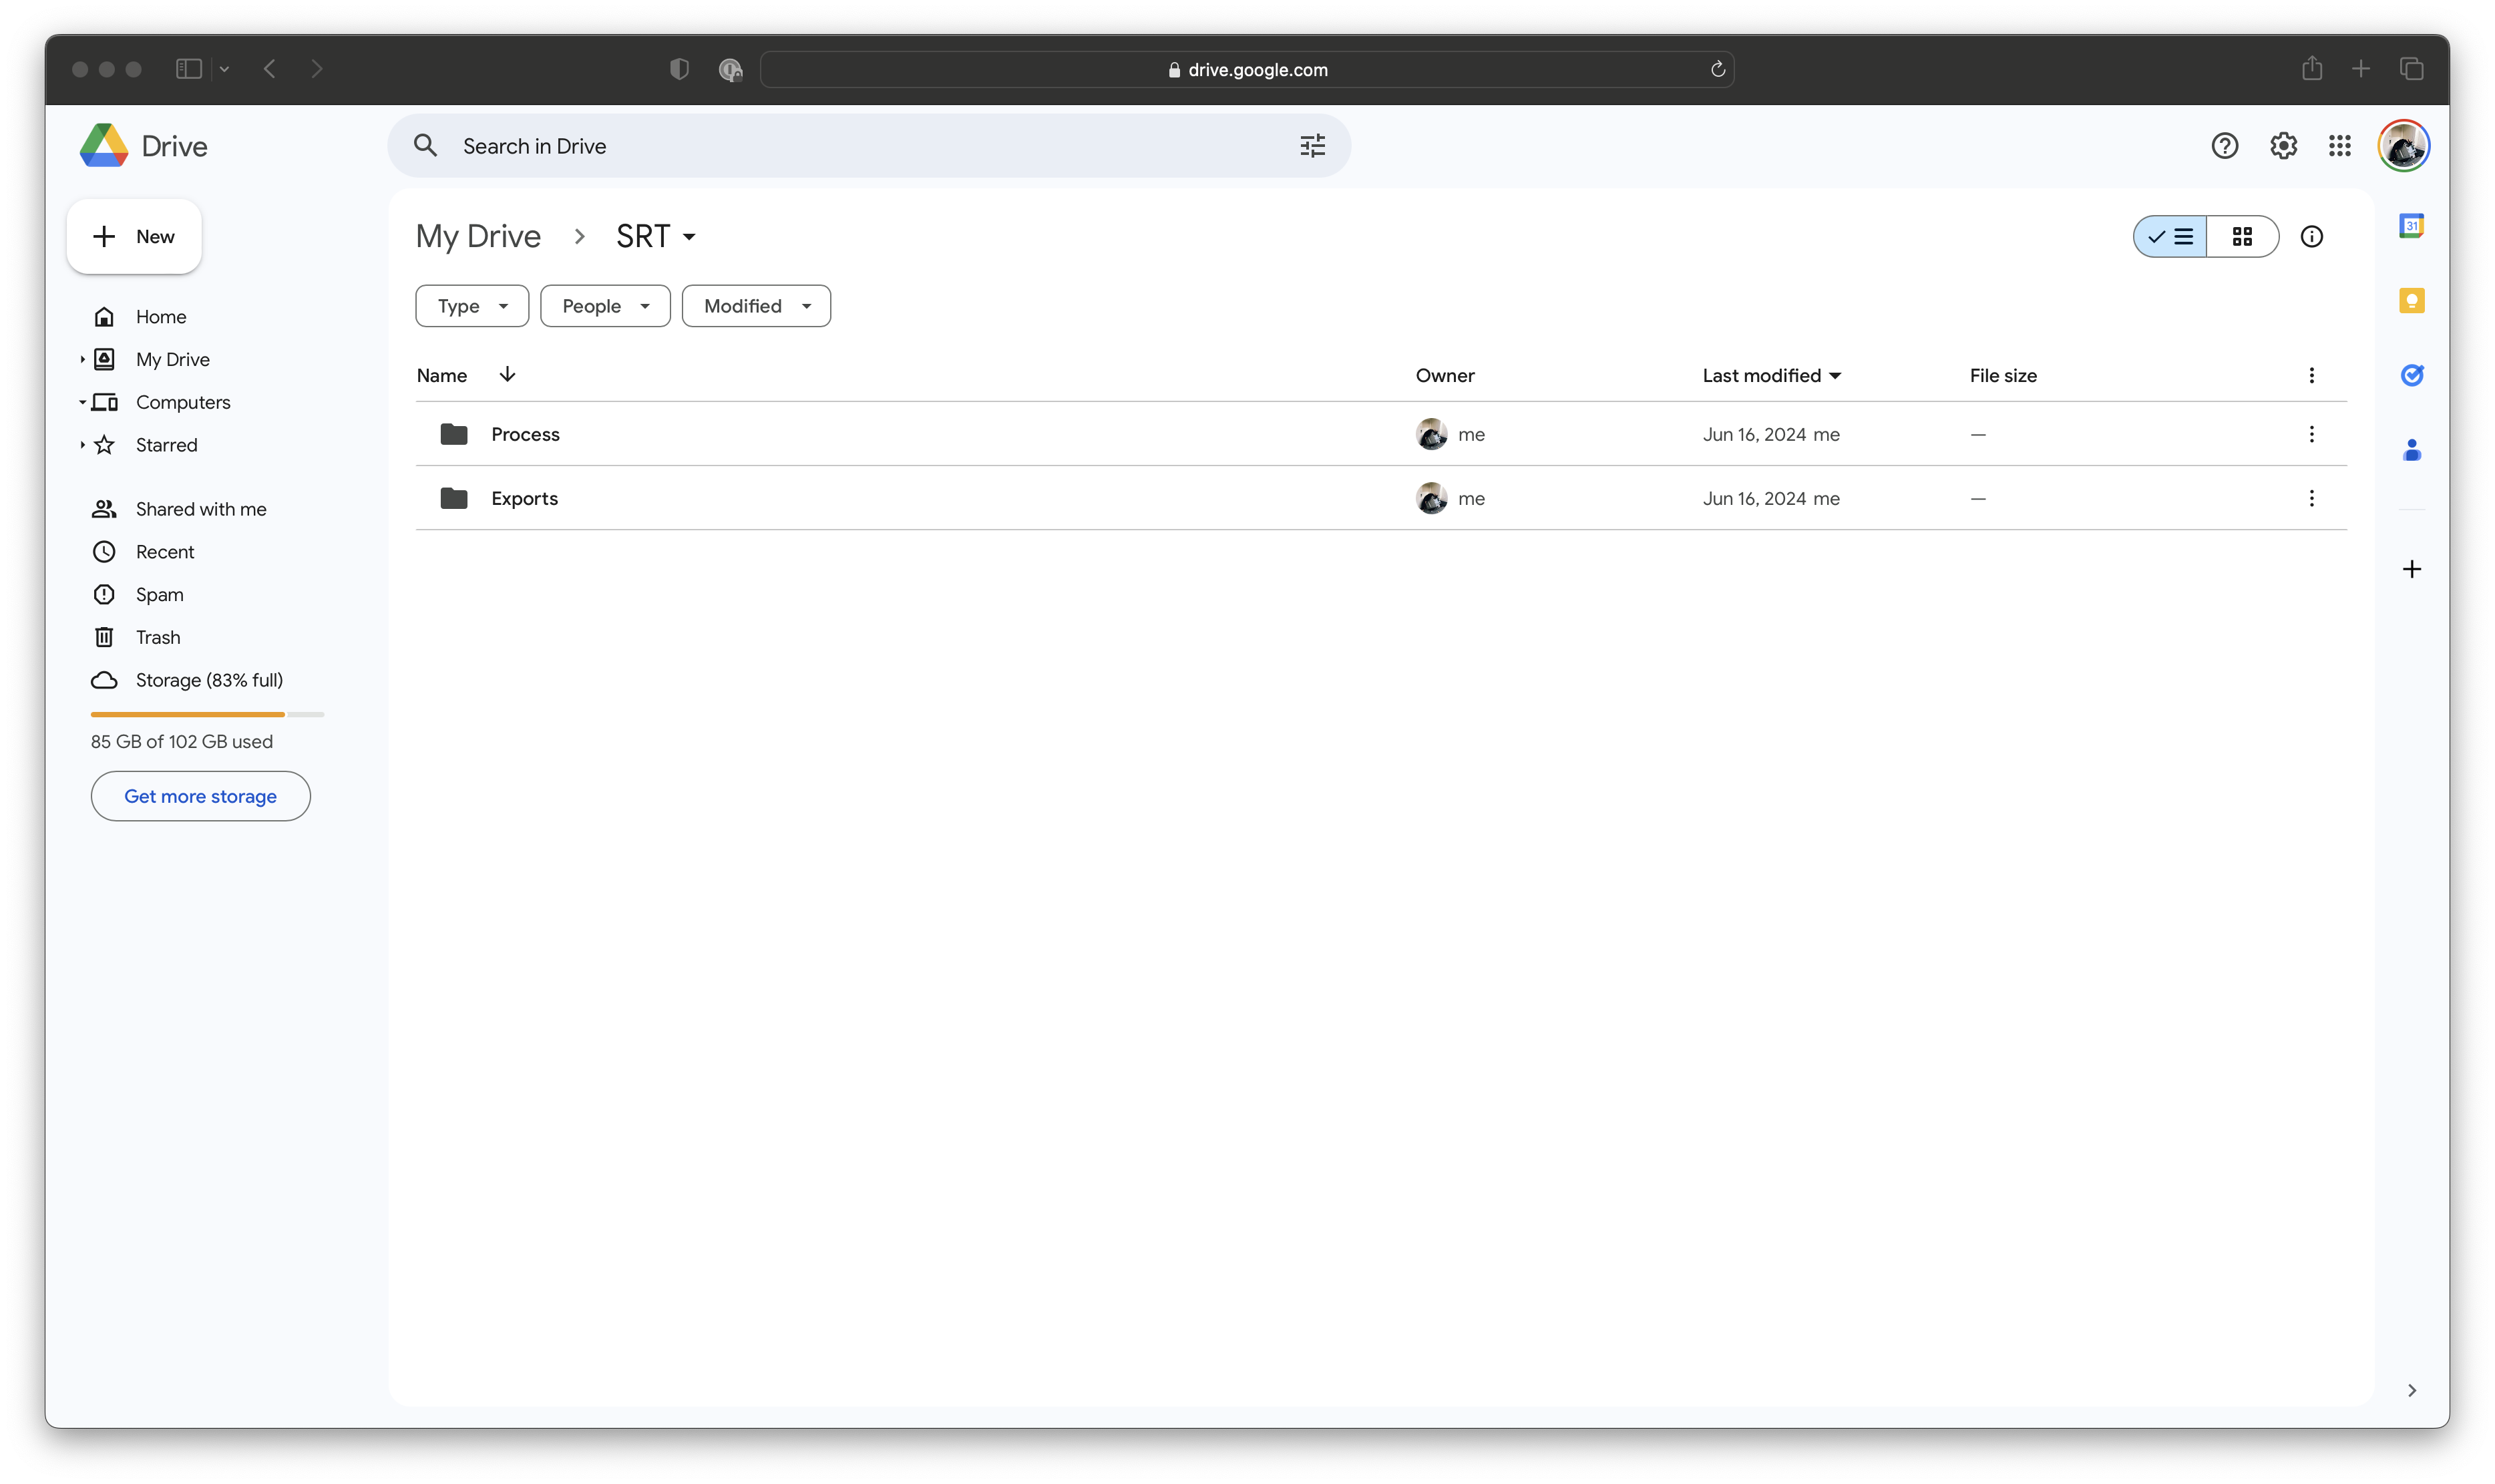 drive.google.com
Drive
Search in Drive
New
My Drive
SRT
Home
My Drive
Computers
Starred
Shared with me
Recent
Spam
Trash
Storage (83% full)
85 GB of 102 GB used
Get more storage
Type
People
Modified
Name Owner Last modified File size
Process me Jun 16, 2024 me —
Exports me Jun 16, 2024 me —
31